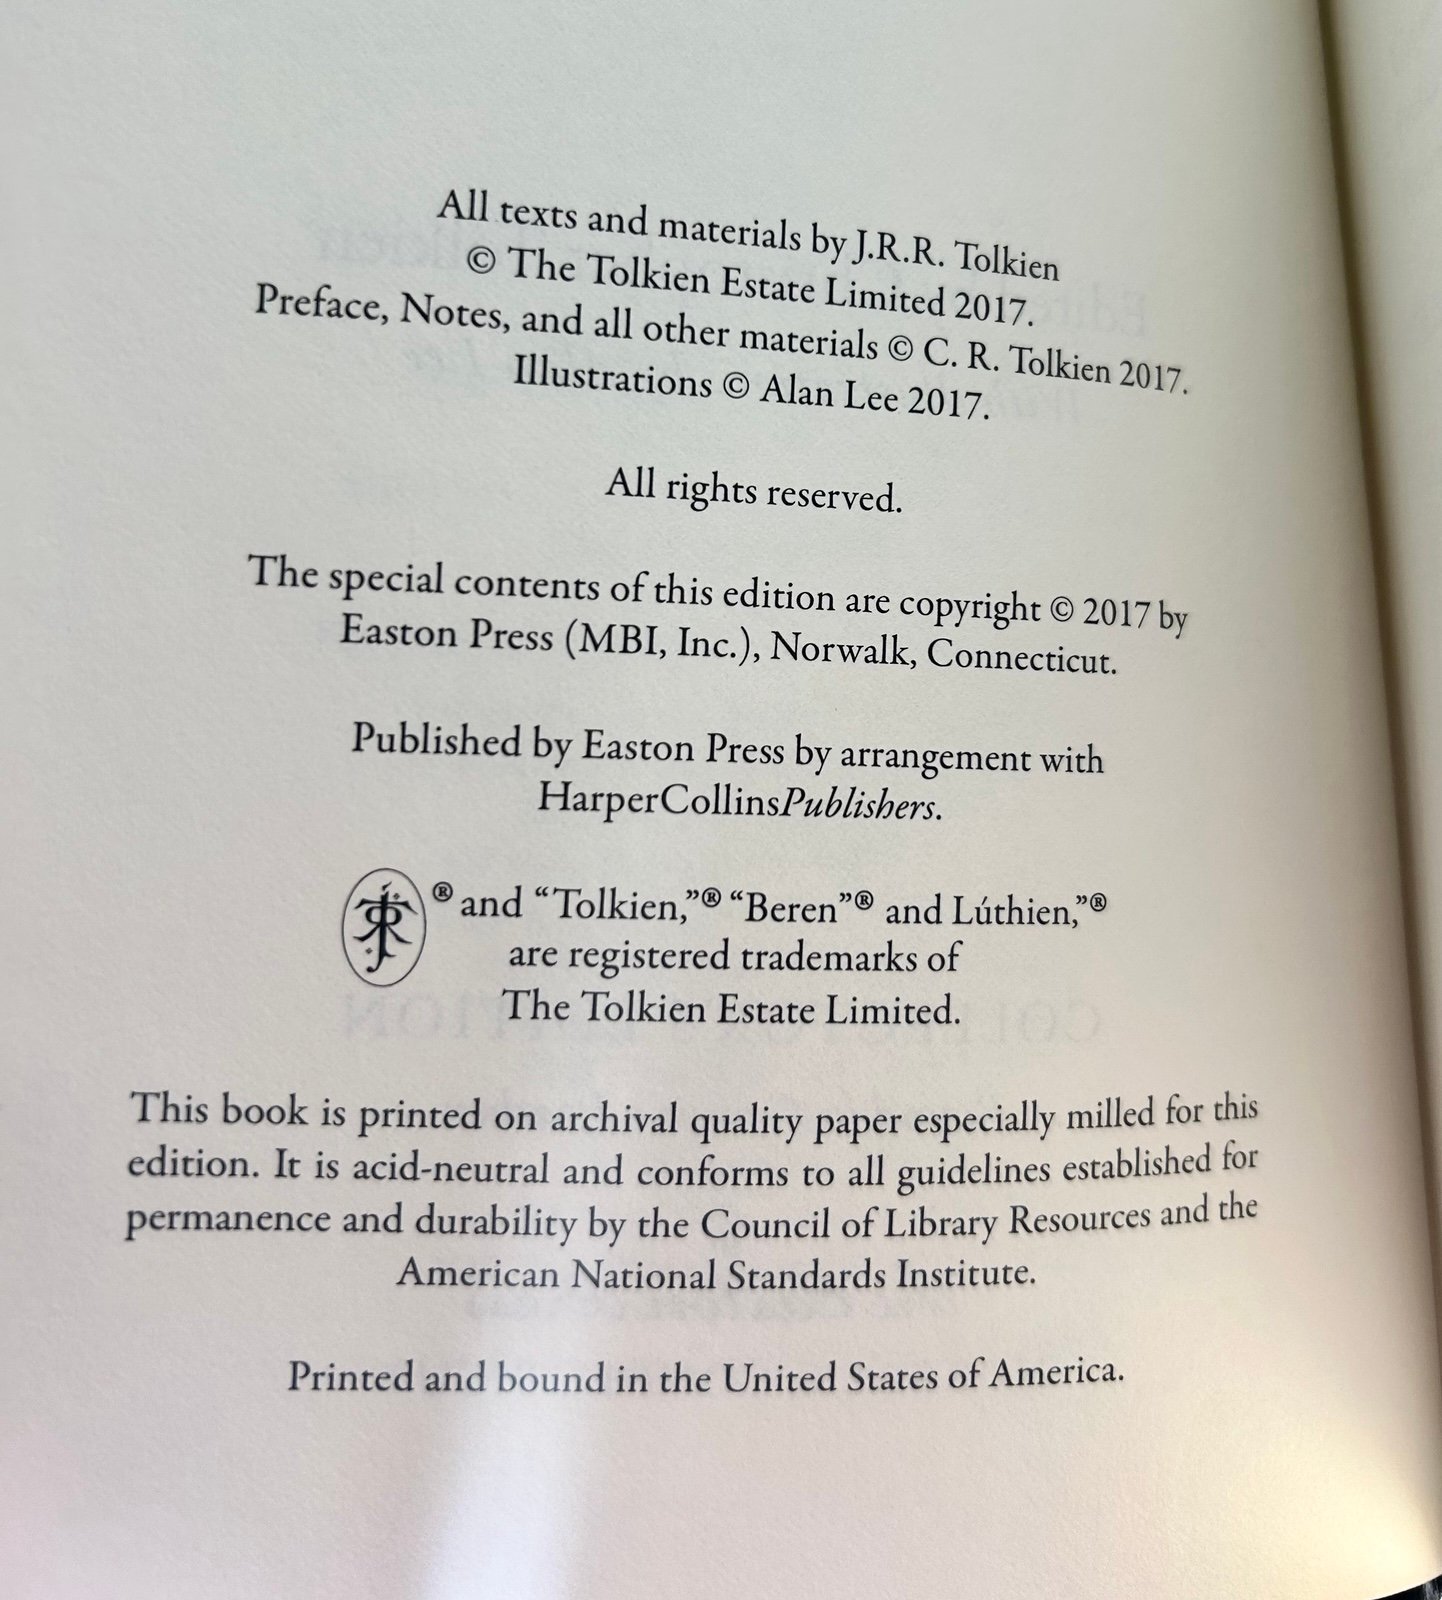 All texts and materials by J.R.R. Tolkien
© The Tolkien Estate Limited 2017.
Preface, Notes, and all other materials © C. R. Tolkien 2017.
Illustrations © Alan Lee 2017.
All rights reserved.
The special contents of this edition are copyright © 2017 by
Easton Press (MBI, Inc.), Norwalk, Connecticut.
Published by Easton Press by arrangement with
HarperCollinsPublishers.
® and “Tolkien,”® “Beren”® and Lúthien,”®
are registered trademarks of
The Tolkien Estate Limited.
This book is printed on archival quality paper especially milled for this
edition. It is acid-neutral and conforms to all guidelines established for
permanence and durability by the Council of Library Resources and the
American National Standards Institute.
Printed and bound in the United States of America.